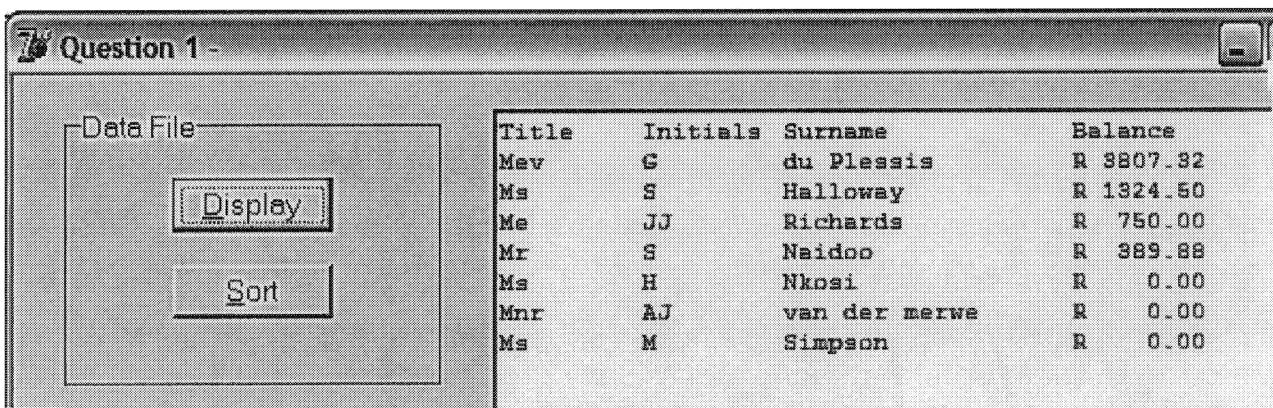 Question 1 -
Data File
Display
Sort
Title Initials Surname Balance
Mev G du Plessis R 3807.32
Ms S Halloway R 1324.50
Me JJ Richards R 750.00
Mr S Naidoo R 389.88
Ms H Nkosi R 0.00
Mnr AJ van der merwe R 0.00
Ms M Simpson R 0.00